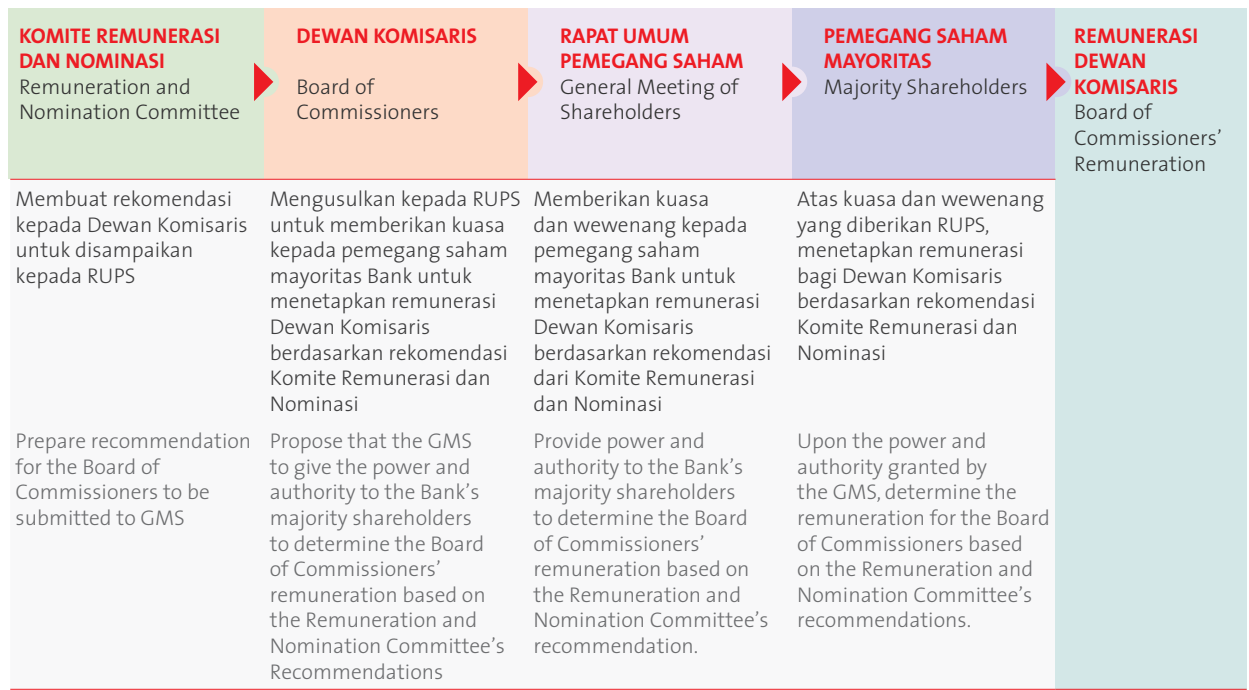 KOMITE REMUNERASI
DAN NOMINASI
Remuneration and
Nomination Committee
DEWAN KOMISARIS
Board of
Commissioners
RAPAT UMUM
PEMEGANG SAHAM
General Meeting of
Shareholders
PEMEGANG SAHAM
MAYORITAS
Majority Shareholders
REMUNERASI
DEWAN
KOMISARIS
Board of
Commissioners’
Remuneration
Membuat rekomendasi
kepada Dewan Komisaris
untuk disampaikan
kepada RUPS
Mengusulkan kepada RUPS
untuk memberikan kuasa
kepada pemegang saham
mayoritas Bank untuk
menetapkan remunerasi
Dewan Komisaris
berdasarkan rekomendasi
Komite Remunerasi dan
Nominasi
Memberikan kuasa
dan wewenang kepada
pemegang saham
mayoritas Bank untuk
menetapkan remunerasi
Dewan Komisaris
berdasarkan rekomendasi
dari Komite Remunerasi
dan Nominasi
Atas kuasa dan wewenang
yang diberikan RUPS,
menetapkan remunerasi
bagi Dewan Komisaris
berdasarkan rekomendasi
Komite Remunerasi dan
Nominasi
Prepare recommendation
for the Board of
Commissioners to be
submitted to GMS
Propose that the GMS
to give the power and
authority to the Bank’s
majority shareholders
to determine the Board
of Commissioners’
remuneration based on
the Remuneration and
Nomination Committee’s
Recommendations
Provide power and
authority to the Bank’s
majority shareholders
to determine the Board
of Commissioners’
remuneration based on
the Remuneration and
Nomination Committee’s
recommendation.
Upon the power and
authority granted by
the GMS, determine the
remuneration for the Board
of Commissioners based
on the Remuneration and
Nomination Committee’s
recommendations.